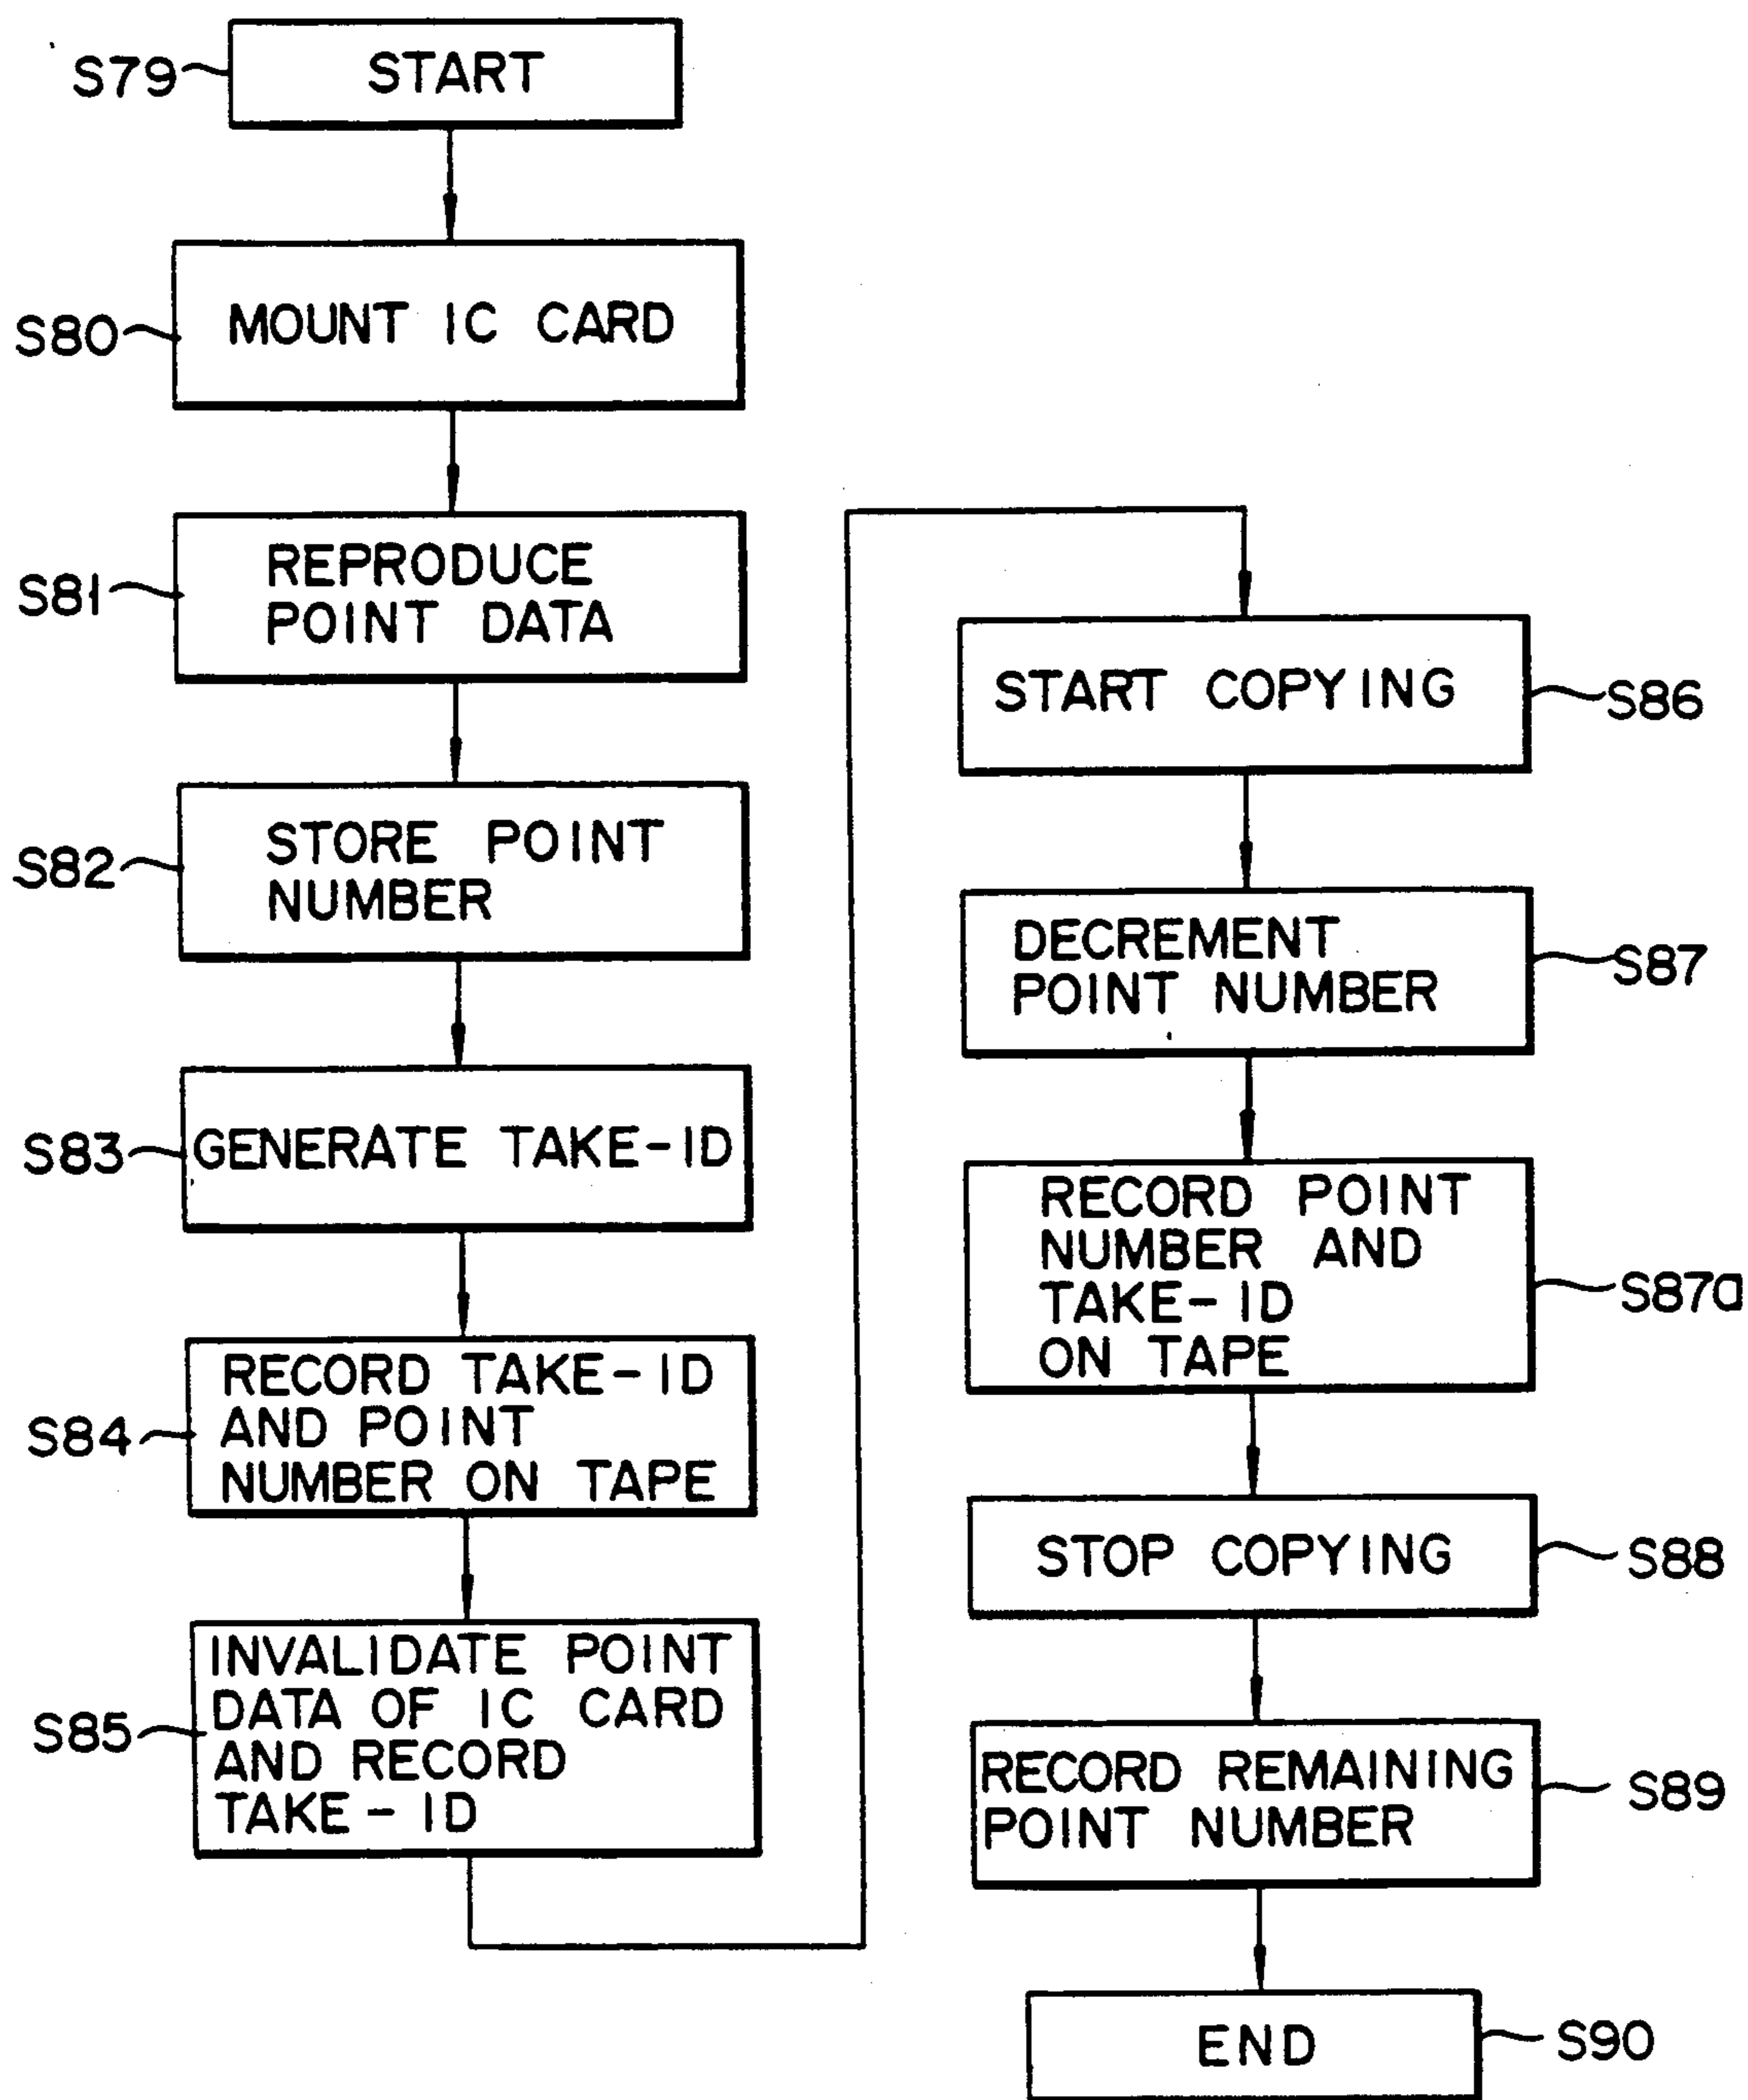 S79
START
S80
MOUNT IC CARD
S81
REPRODUCE
POINT DATA
S82
STORE POINT
NUMBER
S83
GENERATE TAKE-ID
S84
RECORD TAKE-ID
AND POINT
NUMBER ON TAPE
S85
INVALIDATE POINT
DATA OF IC CARD
AND RECORD
TAKE-ID
START COPYING
S86
DECREMENT
POINT NUMBER
S87
RECORD POINT
NUMBER AND
TAKE-ID
ON TAPE
S87a
STOP COPYING
S88
RECORD REMAINING
POINT NUMBER
S89
END
S90